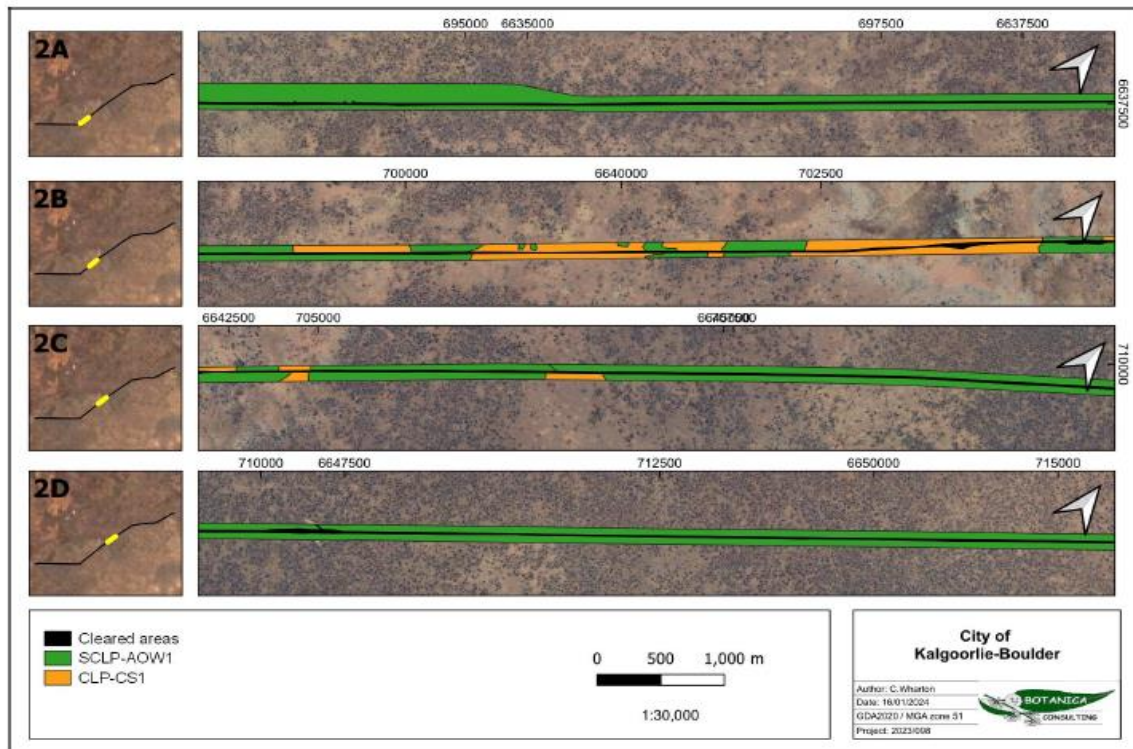 695000 6635000 697500 6637500
2A
6637500
700000 6640000 702500
2B
6642500 705000 707500
2C
710000
710000 6647500 712500 6650000 715000
2D
Cleared areas
SCLP-AOW1
CLP-CS1
0 500 1,000 m
1:30,000
City of
Kalgoorlie-Boulder
Author: C.Wharton
Date: 16/01/2024
GDA2020 / MGA zone 51
Project: 2023/098
BOTANICA
CONSULTING